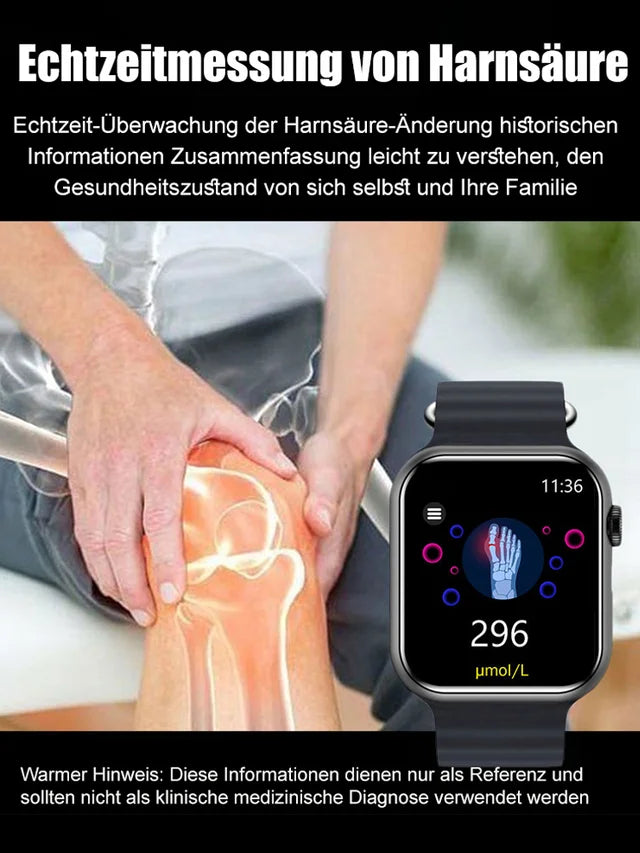 Echtzeitmessung von Harnsäure
Echtzeit-Überwachung der Harnsäure-Änderung historischen
Informationen Zusammenfassung leicht zu verstehen, den
Gesundheitszustand von sich selbst und Ihre Familie
11:36
296
µmol/L
Warmer Hinweis: Diese Informationen dienen nur als Referenz und
sollten nicht als klinische medizinische Diagnose verwendet werden